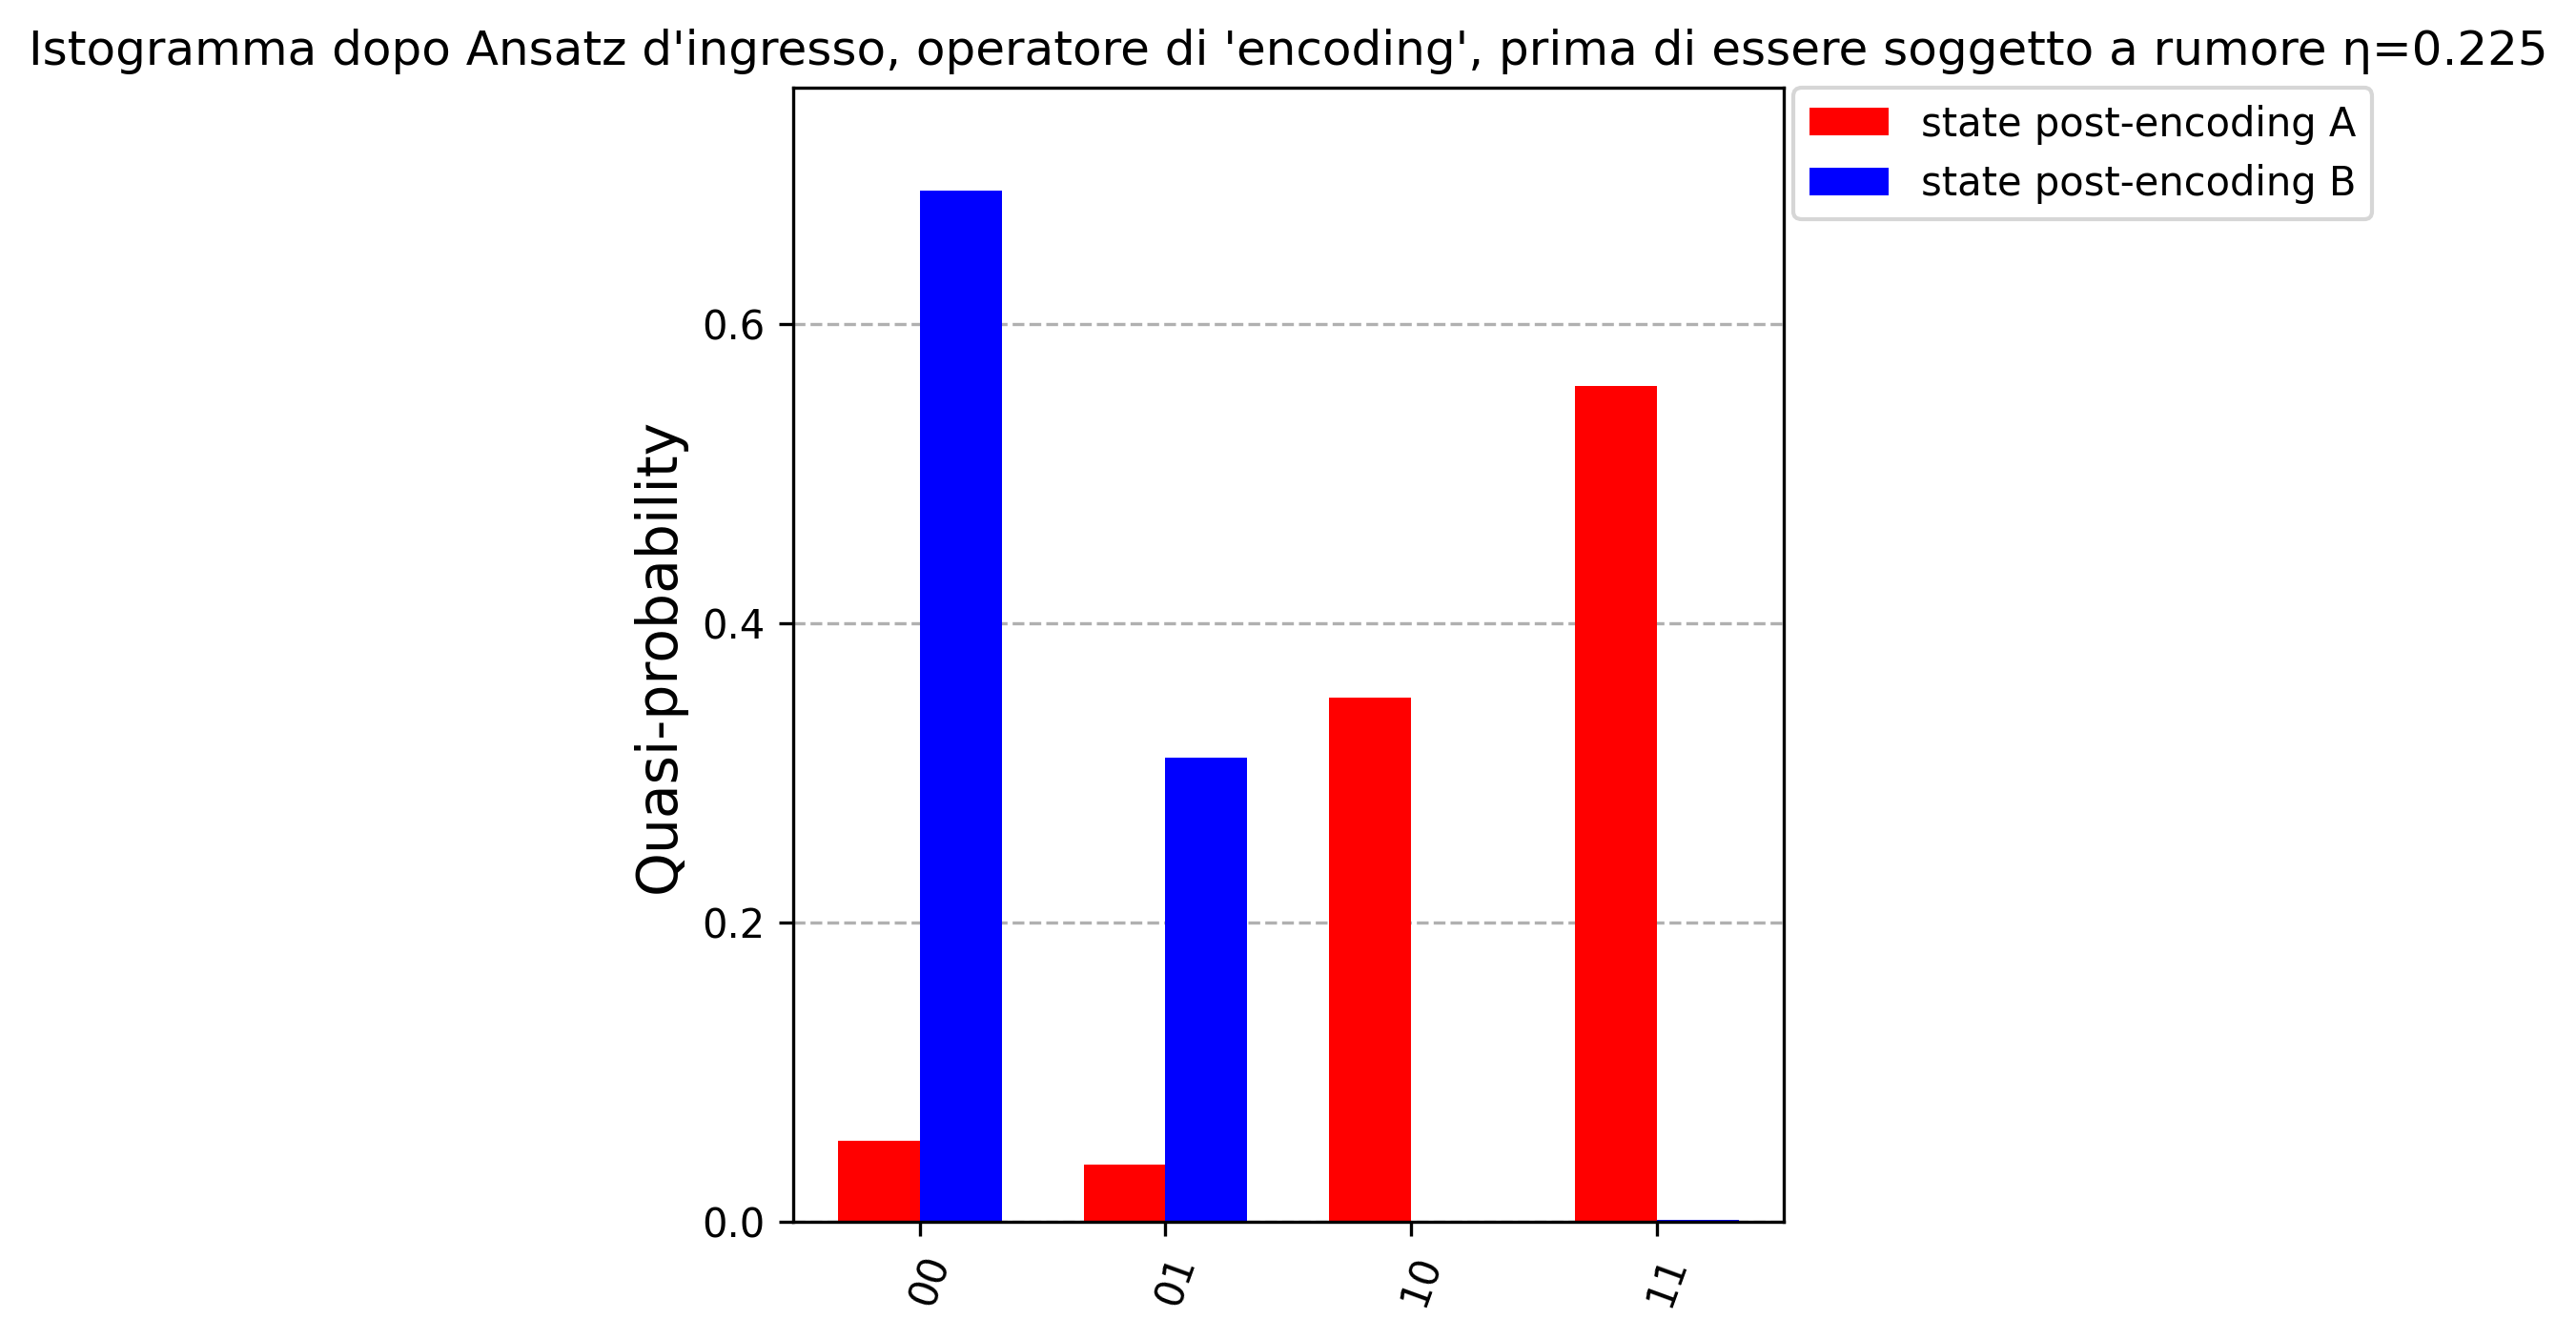 Istogramma dopo Ansatz d'ingresso, operatore di 'encoding', prima di essere soggetto a rumore η=0.225
state post-encoding A
state post-encoding B
Quasi-probability
0.6
0.4
0.2
0.0
00
01
10
11